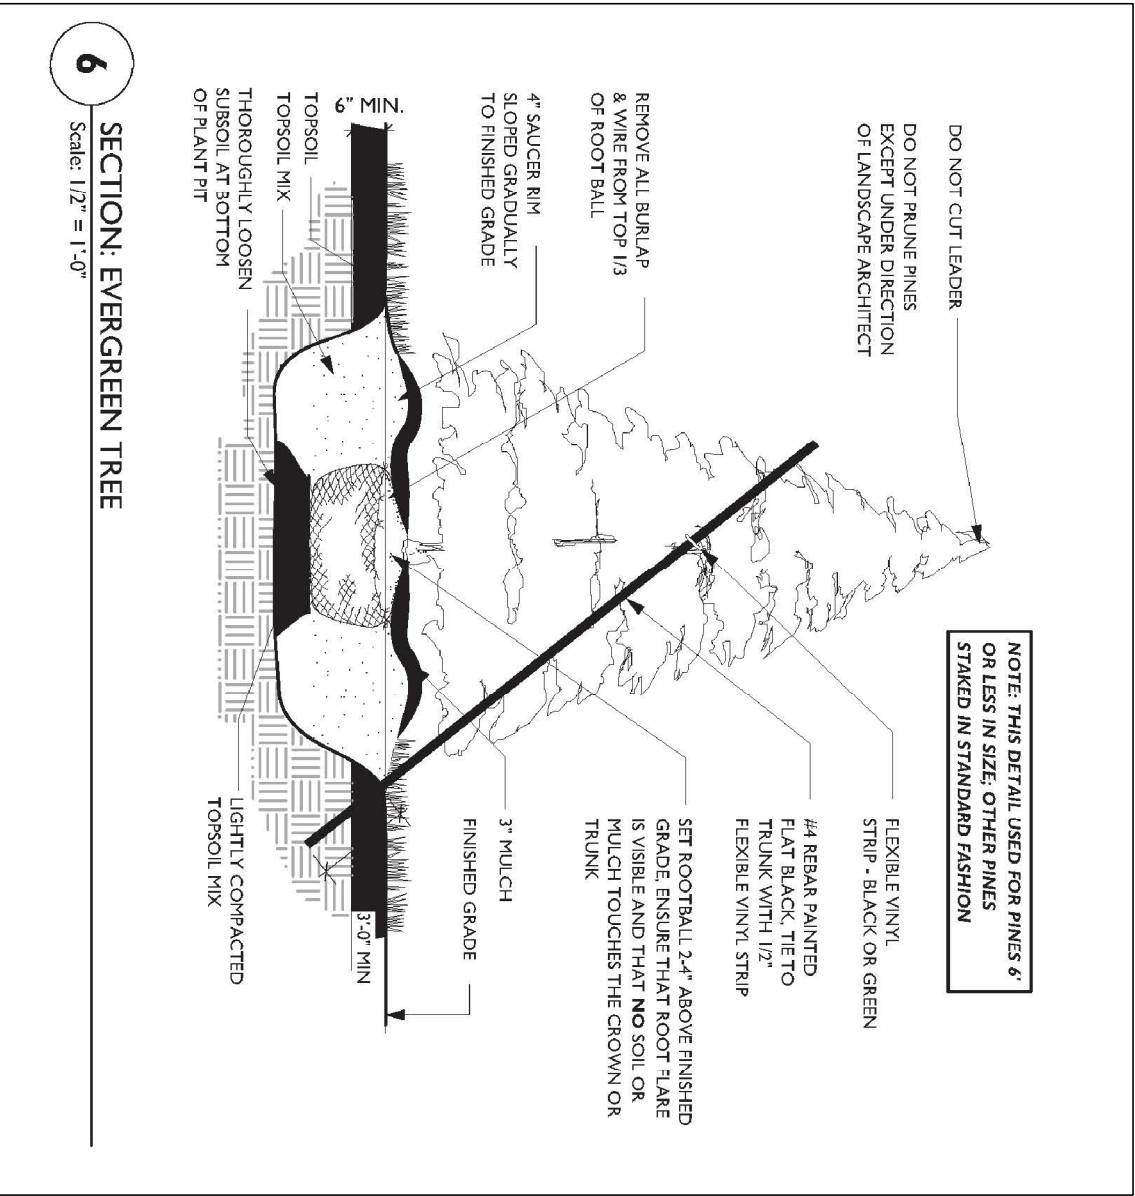 DO NOT CUT LEADER
DO NOT PRUNE PINES
EXCEPT UNDER DIRECTION
OF LANDSCAPE ARCHITECT
REMOVE ALL BURLAP
& WIRE FROM TOP 1/3
OF ROOT BALL
4" SAUCER RIM
SLOPED GRADUALLY
TO FINISHED GRADE
6" MIN.
TOPSOIL
TOPSOIL MIX
THOROUGHLY LOOSEN
SUBSOIL AT BOTTOM
OF PLANT PIT
NOTE: THIS DETAIL USED FOR PINES 6'
OR LESS IN SIZE; OTHER PINES
STAKED IN STANDARD FASHION
FLEXIBLE VINYL
STRIP - BLACK OR GREEN
#4 REBAR PAINTED
FLAT BLACK, TIE TO
TRUNK WITH 1/2"
FLEXIBLE VINYL STRIP
SET ROOTBALL 2-4" ABOVE FINISHED
GRADE, ENSURE THAT ROOT FLARE
IS VISIBLE AND THAT NO SOIL OR
MULCH TOUCHES THE CROWN OR
TRUNK
3" MULCH
FINISHED GRADE
3'-0" MIN
LIGHTLY COMPACTED
TOPSOIL MIX
6
SECTION: EVERGREEN TREE
Scale: 1/2" = 1'-0"